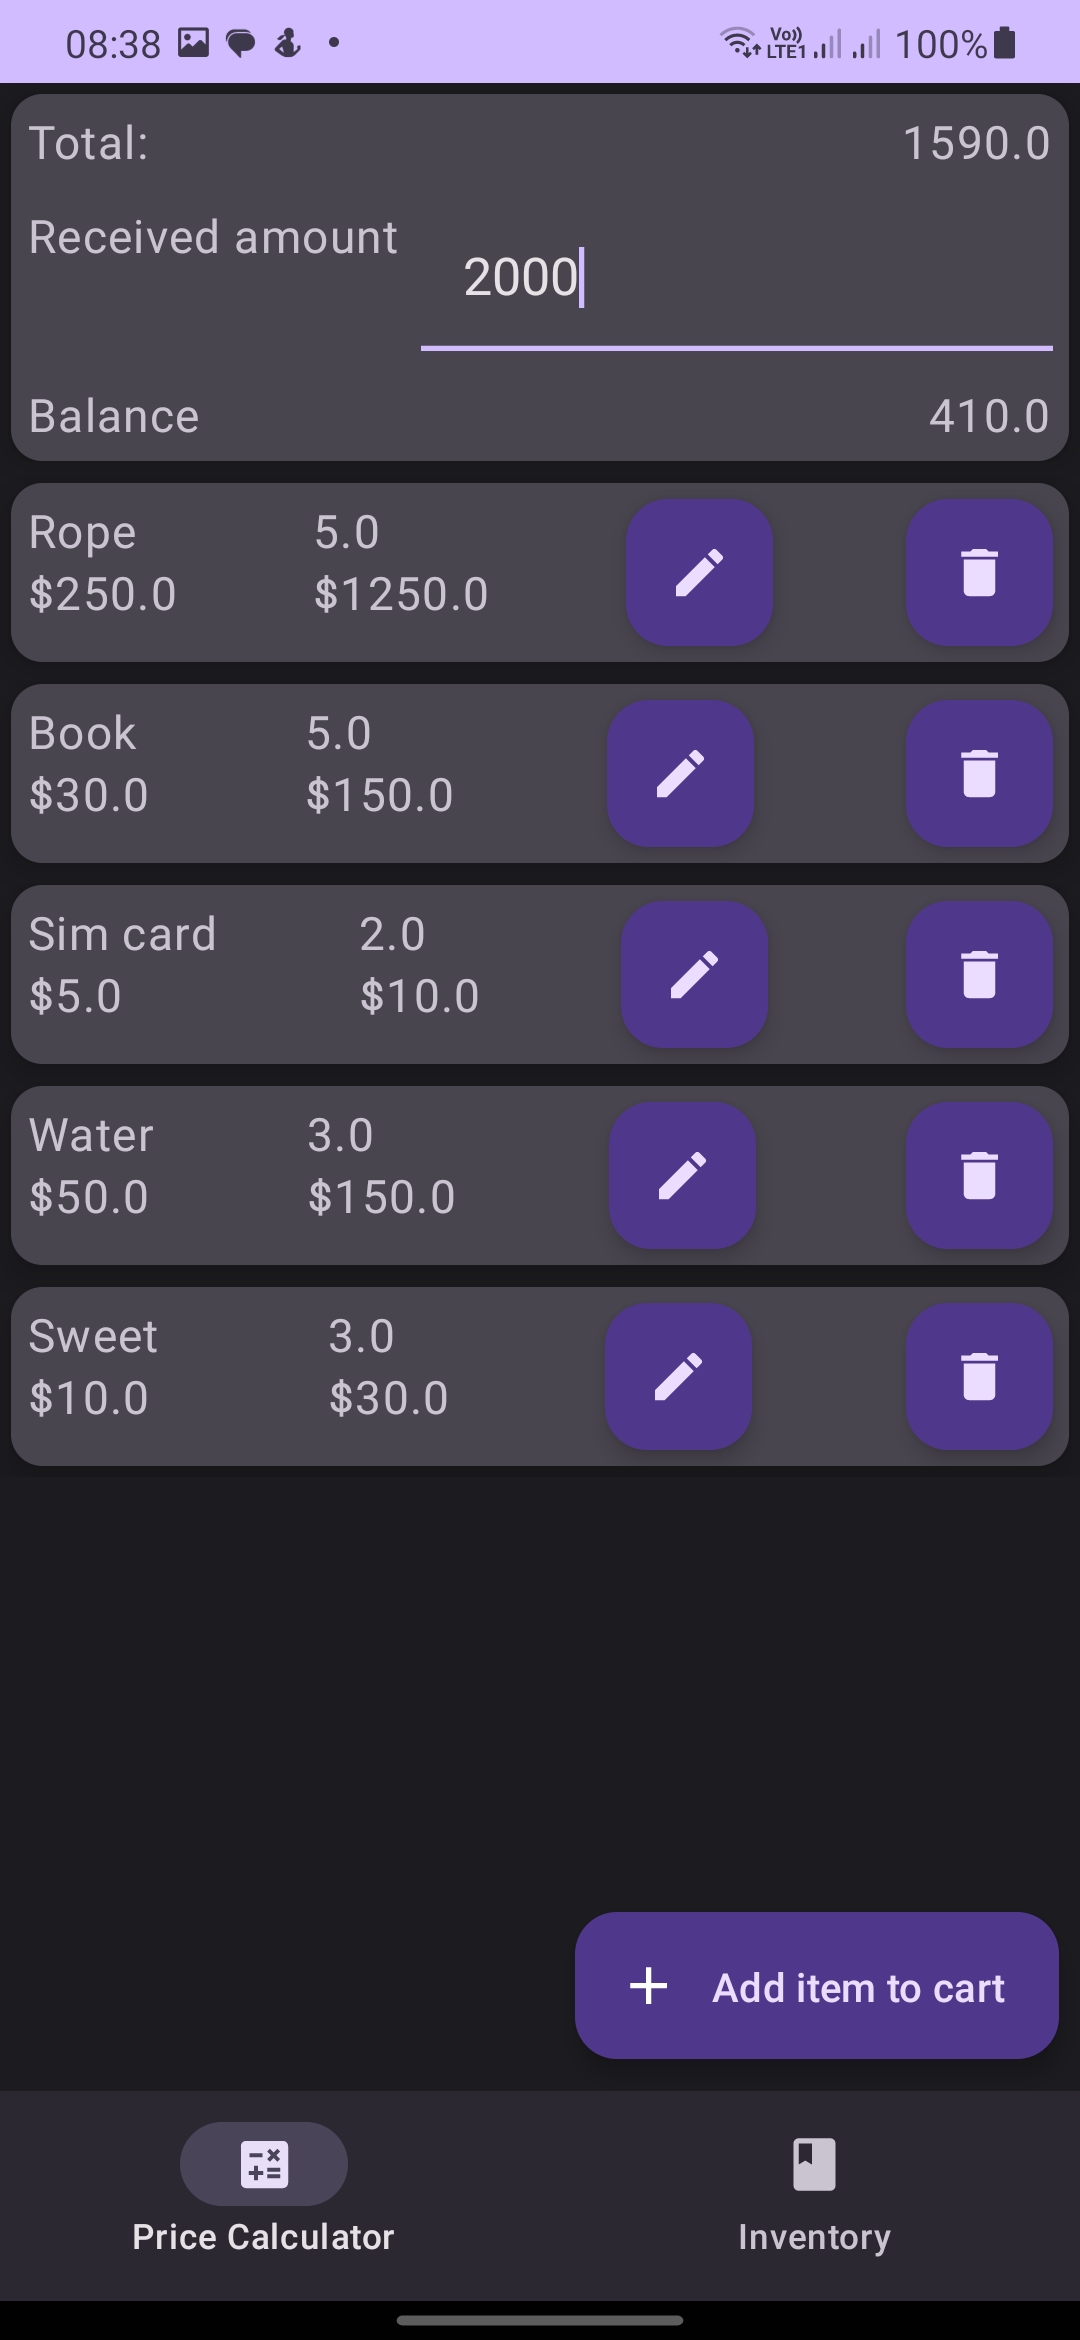 08:38 Vo)) LTE1 100%
Total: 1590.0
Received amount 2000
Balance 410.0
Rope 5.0
$250.0 $1250.0
Book 5.0
$30.0 $150.0
Sim card 2.0
$5.0 $10.0
Water 3.0
$50.0 $150.0
Sweet 3.0
$10.0 $30.0
Add item to cart
Price Calculator Inventory